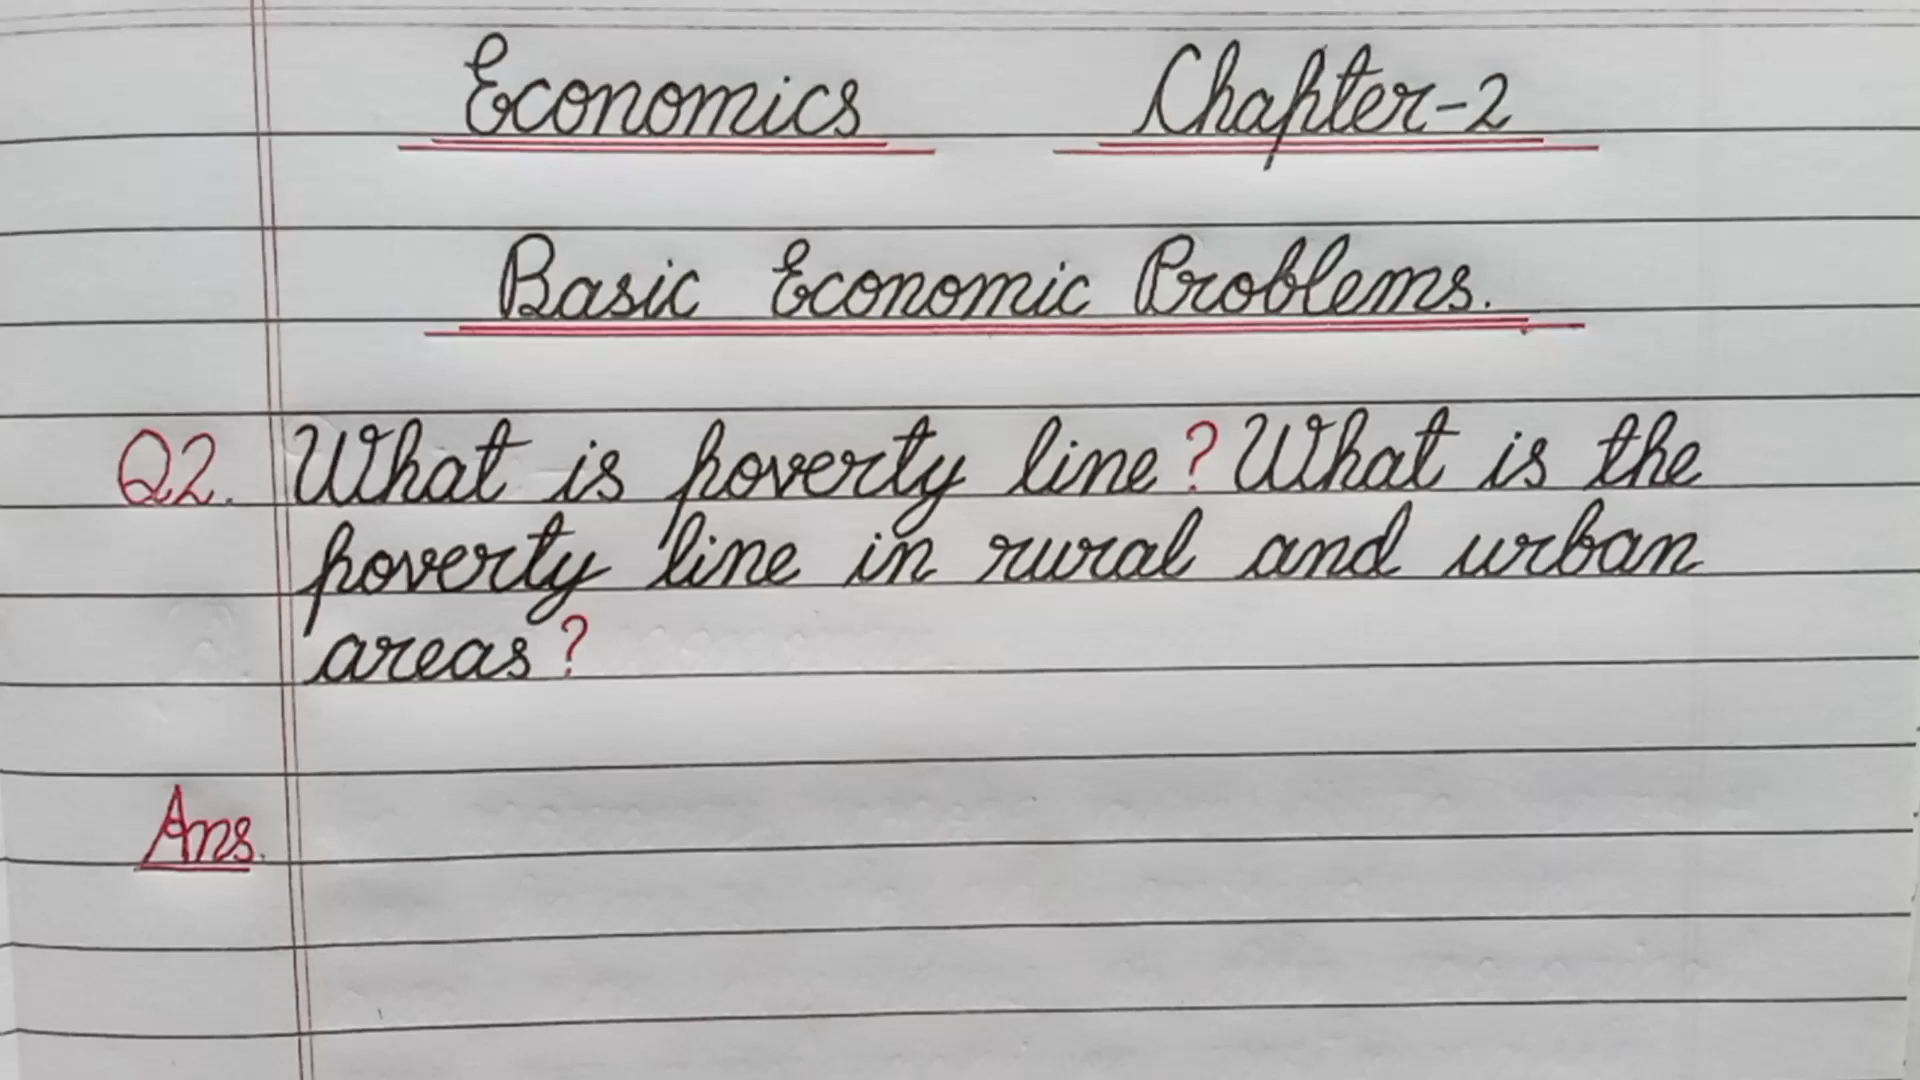 Economics Chapter-2
Basic Economic Problems.
Q2. What is poverty line? What is the
poverty line in rural and urban
areas?
Ans.